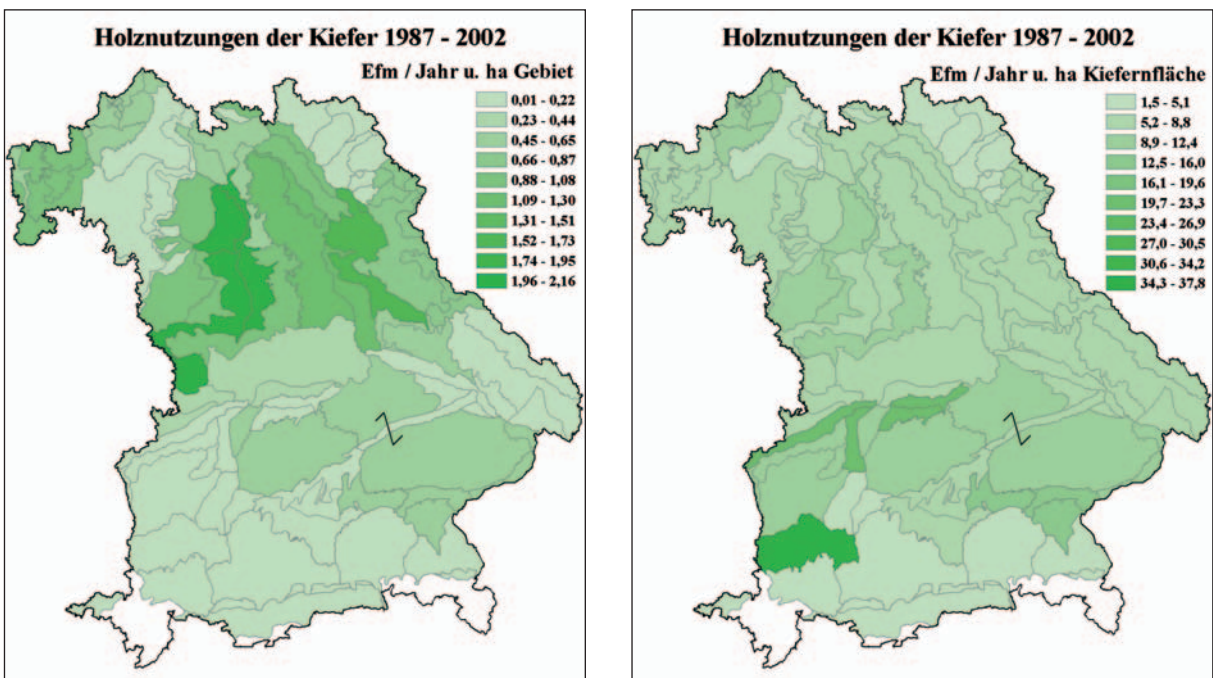 Holznutzungen der Kiefer 1987 - 2002
Efm / Jahr u. ha Gebiet
0,01 - 0,22
0,23 - 0,44
0,45 - 0,65
0,66 - 0,87
0,88 - 1,08
1,09 - 1,30
1,31 - 1,51
1,52 - 1,73
1,74 - 1,95
1,96 - 2,16
Holznutzungen der Kiefer 1987 - 2002
Efm / Jahr u. ha Kiefernfläche
1,5 - 5,1
5,2 - 8,8
8,9 - 12,4
12,5 - 16,0
16,1 - 19,6
19,7 - 23,3
23,4 - 26,9
27,0 - 30,5
30,6 - 34,2
34,3 - 37,8